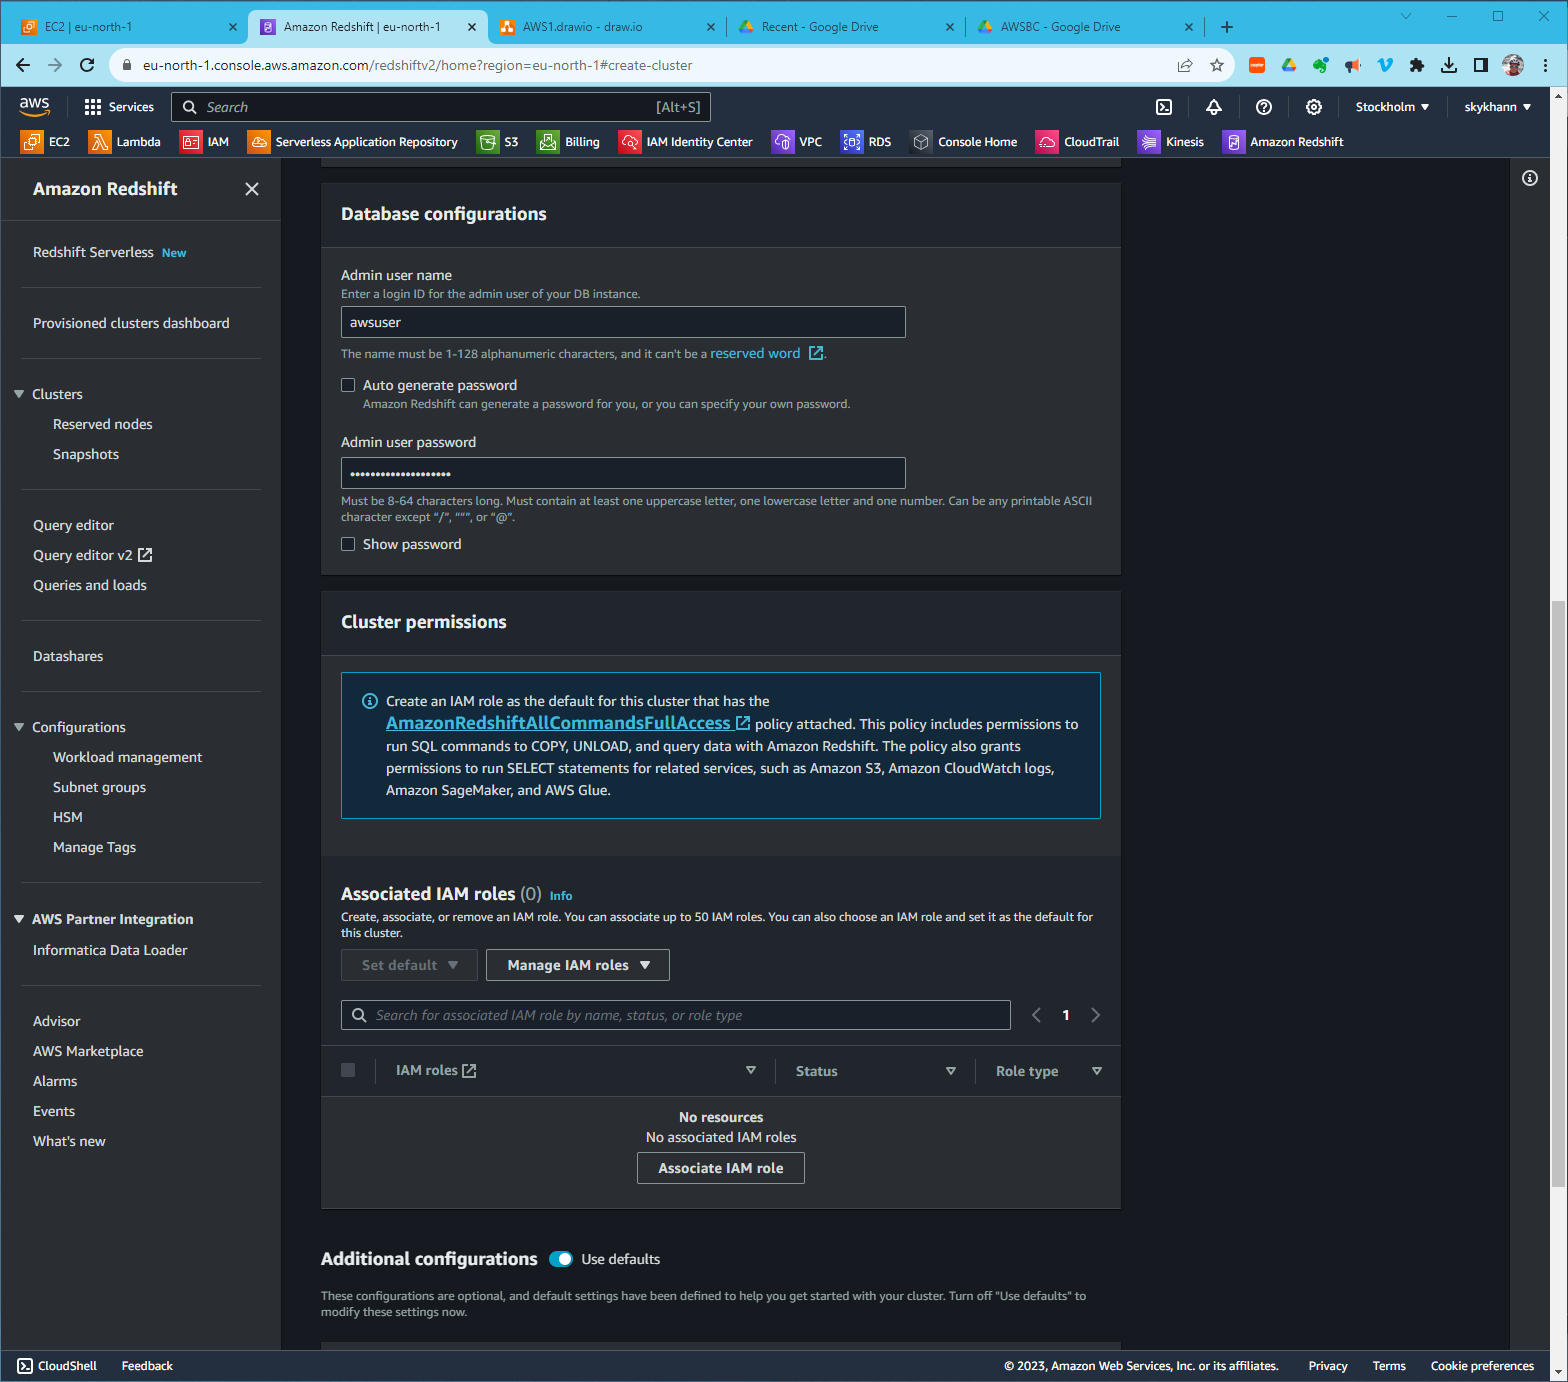 EC2 | eu-north-1
Amazon Redshift | eu-north-1
AWS1.drawio - draw.io
Recent - Google Drive
AWSBC - Google Drive
eu-north-1.console.aws.amazon.com/redshiftv2/home?region=eu-north-1#create-cluster
aws
Services
Search
[Alt+S]
Stockholm
skykhann
EC2
Lambda
IAM
Serverless Application Repository
S3
Billing
IAM Identity Center
VPC
RDS
Console Home
CloudTrail
Kinesis
Amazon Redshift
Amazon Redshift
Redshift Serverless New
Provisioned clusters dashboard
Clusters
Reserved nodes
Snapshots
Query editor
Query editor v2
Queries and loads
Datashares
Configurations
Workload management
Subnet groups
HSM
Manage Tags
AWS Partner Integration
Informatica Data Loader
Advisor
AWS Marketplace
Alarms
Events
What's new
Database configurations
Admin user name
Enter a login ID for the admin user of your DB instance.
awsuser
The name must be 1-128 alphanumeric characters, and it can't be a reserved word .
Auto generate password
Amazon Redshift can generate a password for you, or you can specify your own password.
Admin user password
••••••••••••••••••••
Must be 8-64 characters long. Must contain at least one uppercase letter, one lowercase letter and one number. Can be any printable ASCII
character except “/”, “"”, or “@”.
Show password
Cluster permissions
Create an IAM role as the default for this cluster that has the
AmazonRedshiftAllCommandsFullAccess policy attached. This policy includes permissions to
run SQL commands to COPY, UNLOAD, and query data with Amazon Redshift. The policy also grants
permissions to run SELECT statements for related services, such as Amazon S3, Amazon CloudWatch logs,
Amazon SageMaker, and AWS Glue.
Associated IAM roles (0) Info
Create, associate, or remove an IAM role. You can associate up to 50 IAM roles. You can also choose an IAM role and set it as the default for
this cluster.
Set default
Manage IAM roles
Search for associated IAM role by name, status, or role type
1
IAM roles
Status
Role type
No resources
No associated IAM roles
Associate IAM role
Additional configurations
Use defaults
These configurations are optional, and default settings have been defined to help you get started with your cluster. Turn off "Use defaults" to
modify these settings now.
CloudShell
Feedback
© 2023, Amazon Web Services, Inc. or its affiliates.
Privacy
Terms
Cookie preferences